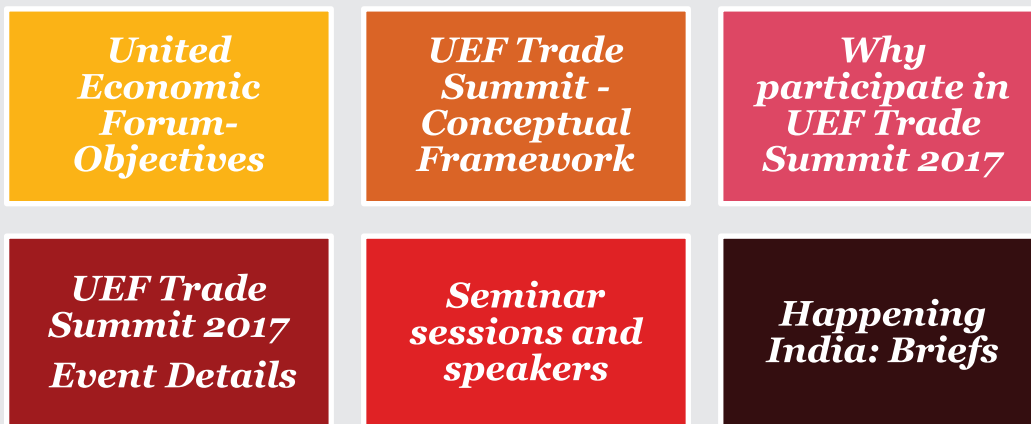 United
Economic
Forum-
Objectives
UEF Trade
Summit -
Conceptual
Framework
Why
participate in
UEF Trade
Summit 2017
UEF Trade
Summit 2017
Event Details
Seminar
sessions and
speakers
Happening
India: Briefs